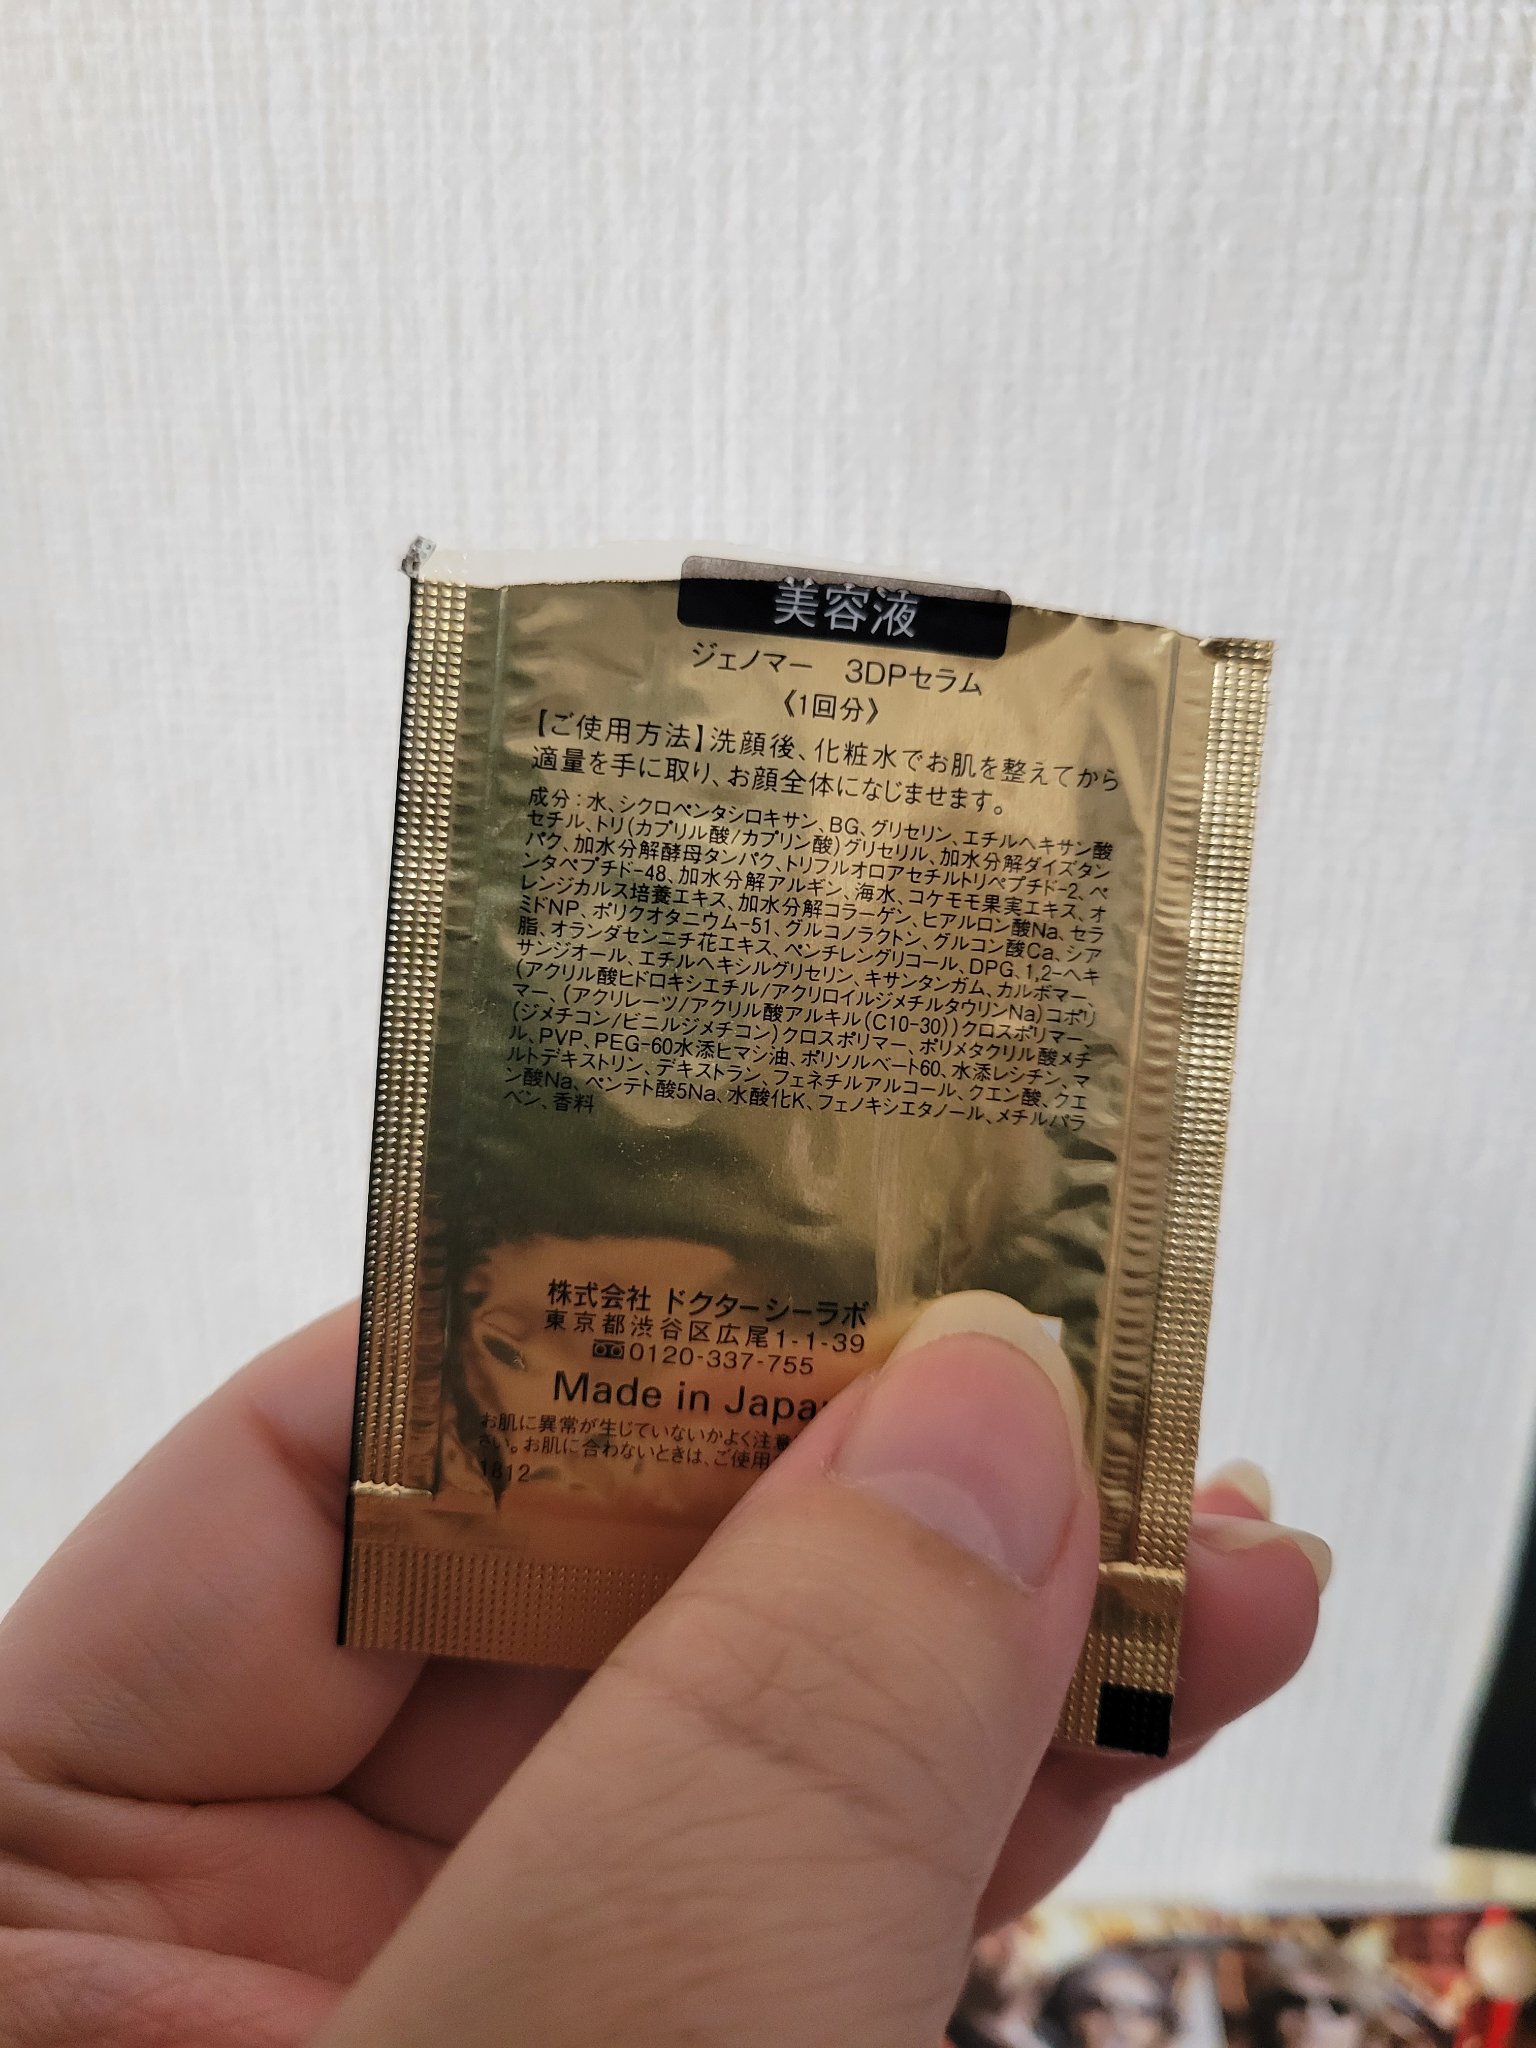 美容液
ジェノマー 3DPセラム
《1回分》
【ご使用方法】洗顔後、化粧水でお肌を整えてから
適量を手に取り、お顔全体になじませます。
成分：水、シクロペンタシロキサン、BG、グリセリン、エチルヘキサン酸
セチル、トリ(カプリル酸/カプリン酸)グリセリル、加水分解ダイズタン
パク、加水分解酵母タンパク、トリフルオロアセチルトリペプチド-2、ペ
ンタペプチド-48、加水分解アルギン、海水、コケモモ果実エキス、オ
レンジカルス培養エキス、加水分解コラーゲン、ヒアルロン酸Na、セラ
ミドNP、ポリクオタニウム-51、グルコノラクトン、グルコン酸Ca、シア
脂、オランダセンニチ花エキス、ペンチレングリコール、DPG、1,2-ヘキ
サンジオール、エチルヘキシルグリセリン、キサンタンガム、カルボマー、
(アクリル酸ヒドロキシエチル/アクリロイルジメチルタウリンNa)コポリ
マー、(アクリレーツ/アクリル酸アルキル(C10-30))クロスポリマー、
(ジメチコン/ビニルジメチコン)クロスポリマー、ポリメタクリル酸メチ
ル、PVP、PEG-60水添ヒマシ油、ポリソルベート60、水添レシチン、マ
ルトデキストリン、デキストラン、フェネチルアルコール、クエン酸、クエ
ン酸Na、ペンテト酸5Na、水酸化K、フェノキシエタノール、メチルパラ
ベン、香料
株式会社 ドクターシーラボ
東京都渋谷区広尾1-1-39
0120-337-755
Made in Japan
お肌に異常が生じていないかよく注意
さい。お肌に合わないときは、ご使用
1812